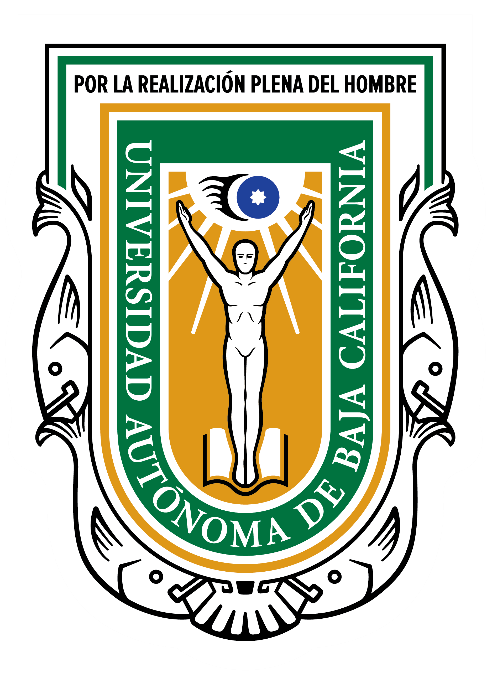 POR LA REALIZACIÓN PLENA DEL HOMBRE
UNIVERSIDAD AUTÓNOMA DE BAJA CALIFORNIA